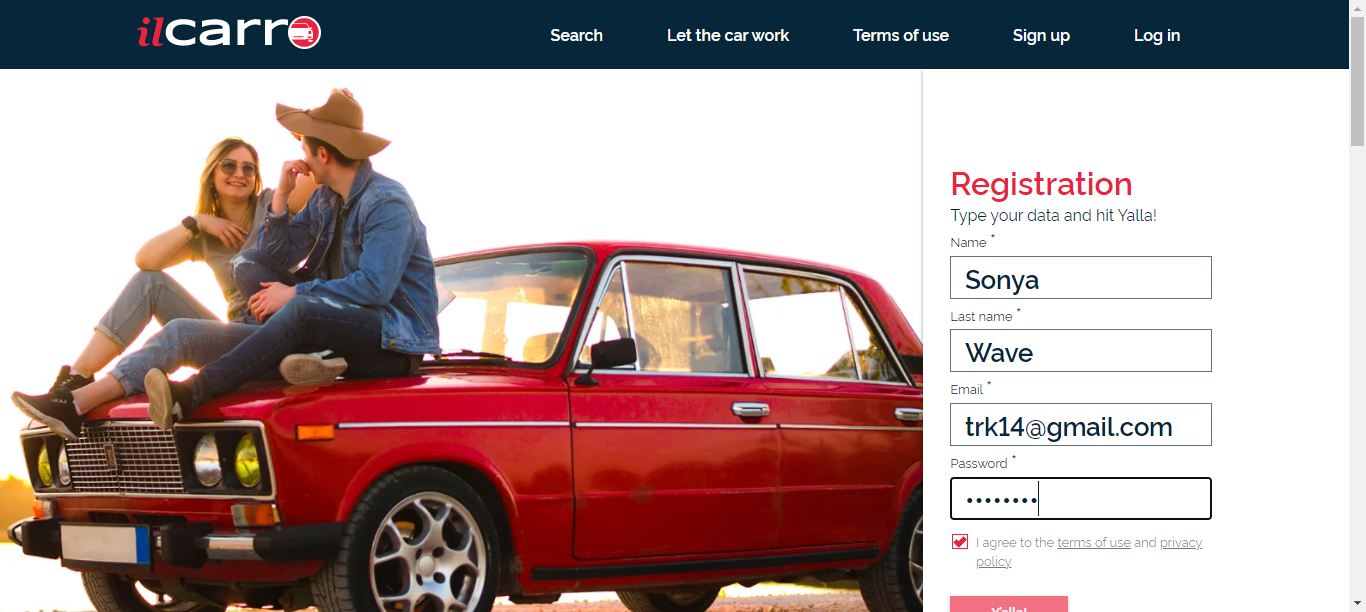 ilcarro
Search Let the car work Terms of use Sign up Log in
Registration
Type your data and hit Yalla!
Name *
Sonya
Last name *
Wave
Email *
trk14@gmail.com
Password *
••••••••
I agree to the terms of use and privacy
policy
Y'alla!